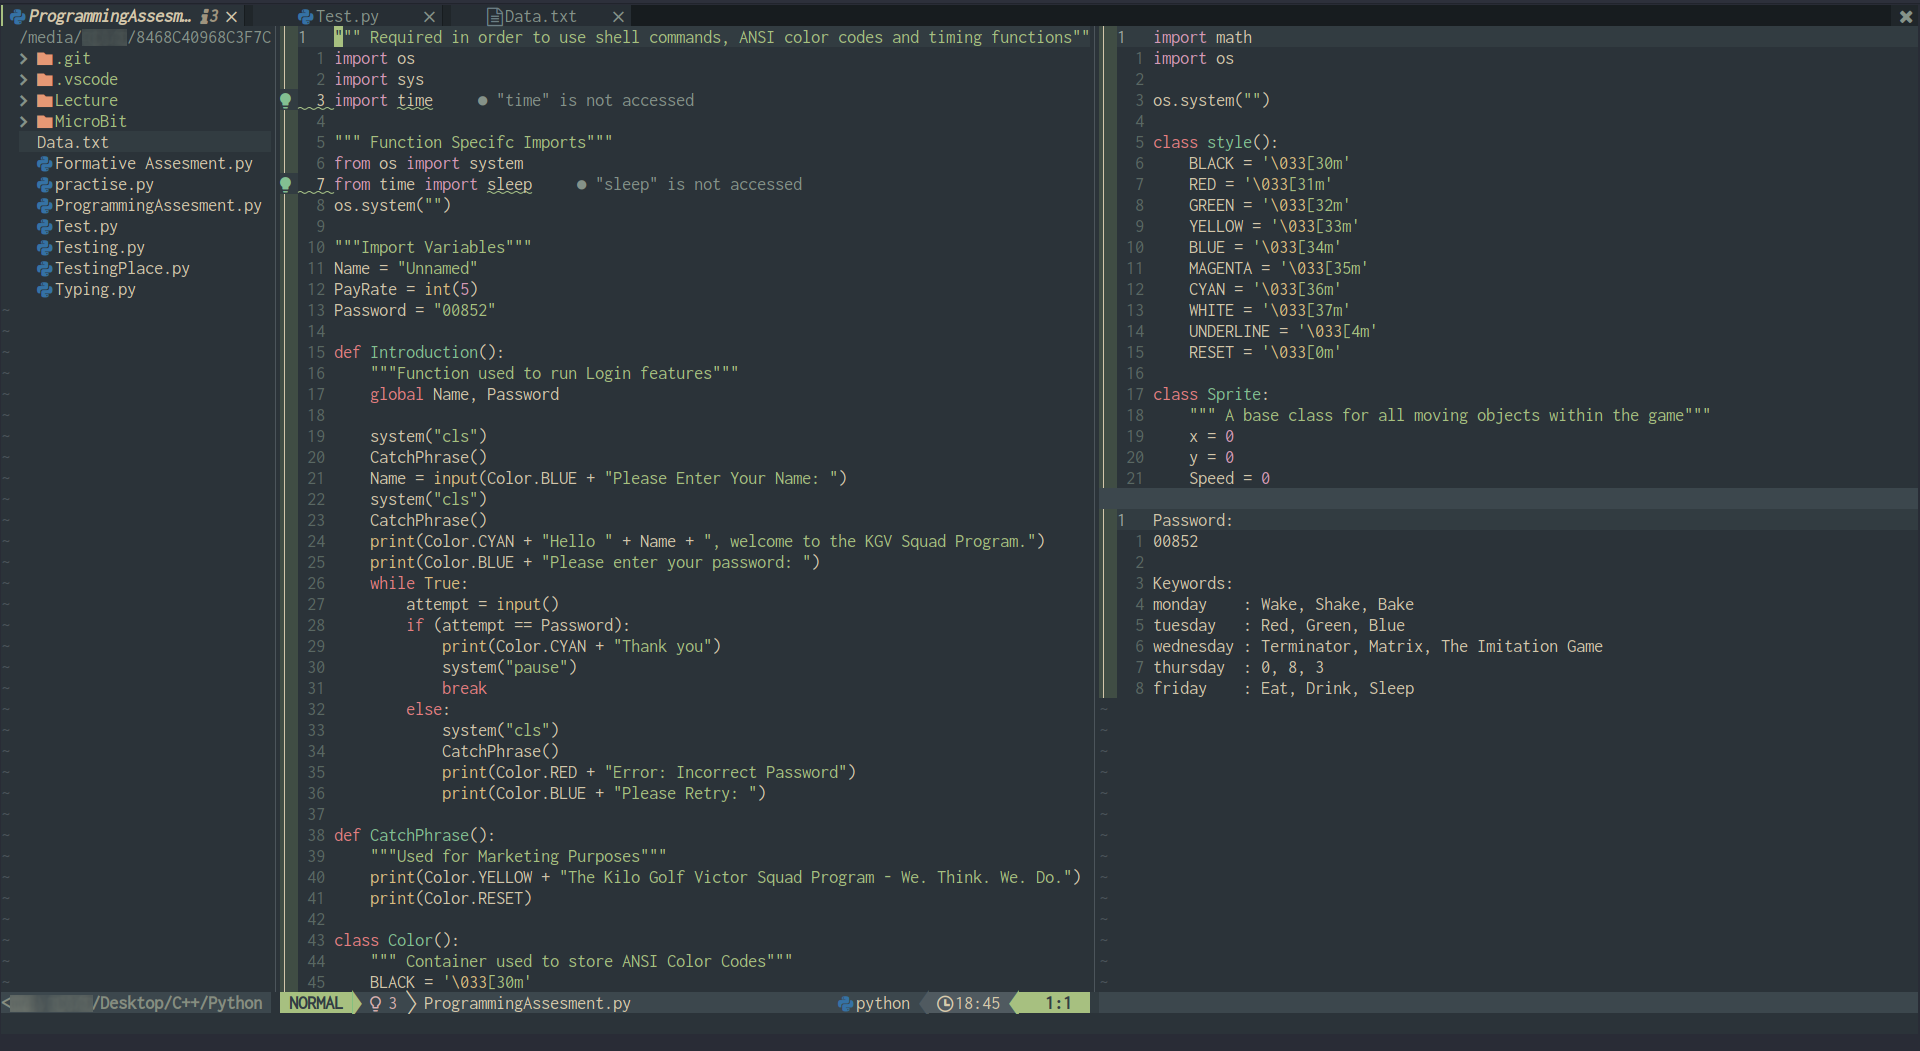 ProgrammingAssesm… i3 ×
Test.py ×
Data.txt ×
/media/ /8468C40968C3F7C
> .git
> .vscode
> Lecture
> MicroBit
Data.txt
Formative Assesment.py
practise.py
ProgrammingAssesment.py
Test.py
Testing.py
TestingPlace.py
Typing.py
< /Desktop/C++/Python
1 """ Required in order to use shell commands, ANSI color codes and timing functions""
1 import os
2 import sys
3 import time ● "time" is not accessed
4
5 """ Function Specifc Imports"""
6 from os import system
7 from time import sleep ● "sleep" is not accessed
8 os.system("")
9
10 """Import Variables"""
11 Name = "Unnamed"
12 PayRate = int(5)
13 Password = "00852"
14
15 def Introduction():
16 """Function used to run Login features"""
17 global Name, Password
18
19 system("cls")
20 CatchPhrase()
21 Name = input(Color.BLUE + "Please Enter Your Name: ")
22 system("cls")
23 CatchPhrase()
24 print(Color.CYAN + "Hello " + Name + ", welcome to the KGV Squad Program.")
25 print(Color.BLUE + "Please enter your password: ")
26 while True:
27 attempt = input()
28 if (attempt == Password):
29 print(Color.CYAN + "Thank you")
30 system("pause")
31 break
32 else:
33 system("cls")
34 CatchPhrase()
35 print(Color.RED + "Error: Incorrect Password")
36 print(Color.BLUE + "Please Retry: ")
37
38 def CatchPhrase():
39 """Used for Marketing Purposes"""
40 print(Color.YELLOW + "The Kilo Golf Victor Squad Program - We. Think. We. Do.")
41 print(Color.RESET)
42
43 class Color():
44 """ Container used to store ANSI Color Codes"""
45 BLACK = '\033[30m'
NORMAL 3 ProgrammingAssesment.py python 18:45 1:1
1 import math
1 import os
2
3 os.system("")
4
5 class style():
6 BLACK = '\033[30m'
7 RED = '\033[31m'
8 GREEN = '\033[32m'
9 YELLOW = '\033[33m'
10 BLUE = '\033[34m'
11 MAGENTA = '\033[35m'
12 CYAN = '\033[36m'
13 WHITE = '\033[37m'
14 UNDERLINE = '\033[4m'
15 RESET = '\033[0m'
16
17 class Sprite:
18 """ A base class for all moving objects within the game"""
19 x = 0
20 y = 0
21 Speed = 0
1 Password:
1 00852
2
3 Keywords:
4 monday : Wake, Shake, Bake
5 tuesday : Red, Green, Blue
6 wednesday : Terminator, Matrix, The Imitation Game
7 thursday : 0, 8, 3
8 friday : Eat, Drink, Sleep